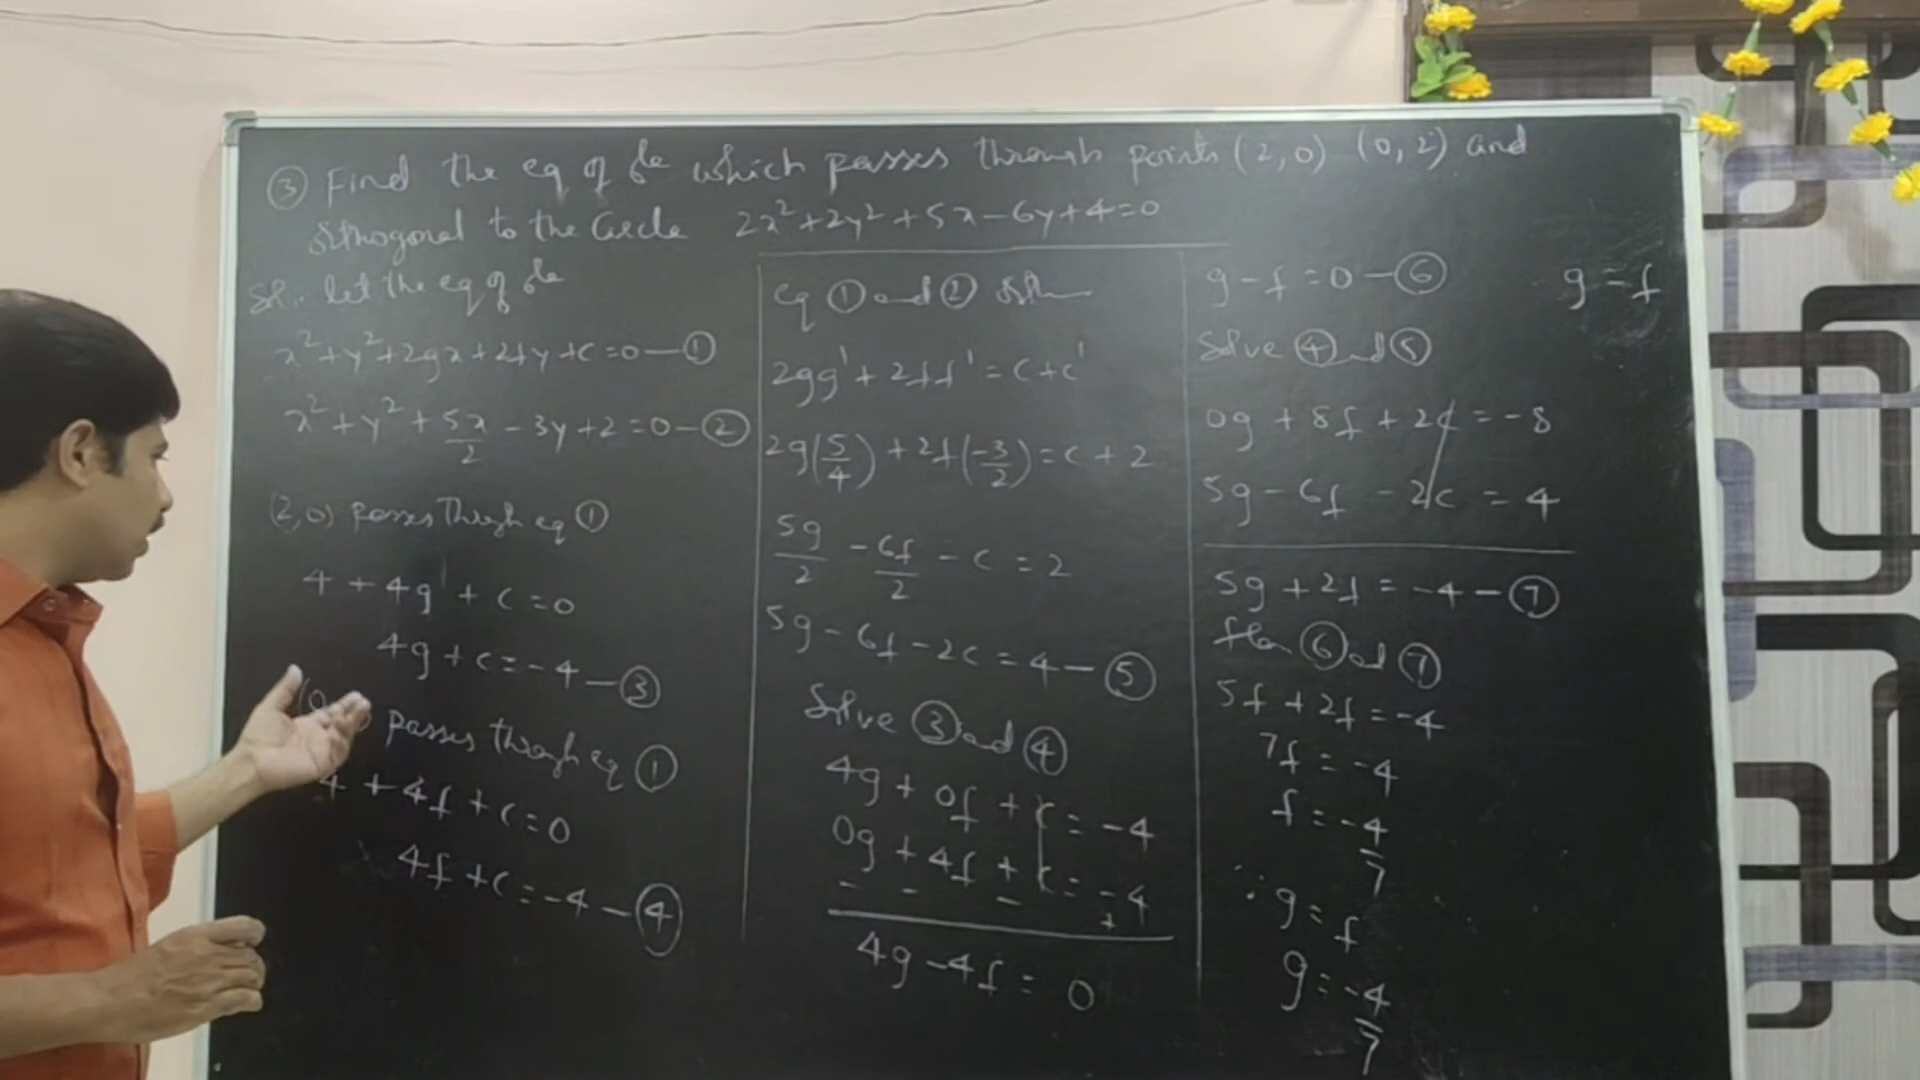 ③ Find the eq of le which passes through points (2,0) (0,2) and
orthogonal to the Circle 2x²+2y²+5x-6y+4=0
Sol. let the eq of le
x²+y²+2gx+2fy+c=0—①
x²+y²+5x/2-3y+2=0—②
(2,0) passes through eq ①
4+4g+c=0
4g+c=-4—③
passes through eq ①
4+4f+c=0
4f+c=-4—④
eq ① and ②
2gg'+2ff'=c+c'
2g(5/4)+2f(-3/2)=c+2
5g/2-6f/2-c=2
5g-6f-2c=4—⑤
Solve ③ and ④
4g+0f+c=-4
0g+4f+c=-4
- - - +
4g-4f=0
g-f=0—⑥ g=f
Solve ④ and ⑤
0g+8f+2c=-8
5g-6f-2c=4
5g+2f=-4—⑦
from ⑥ and ⑦
5f+2f=-4
7f=-4
f=-4/7
∵ g=f
g=-4/7